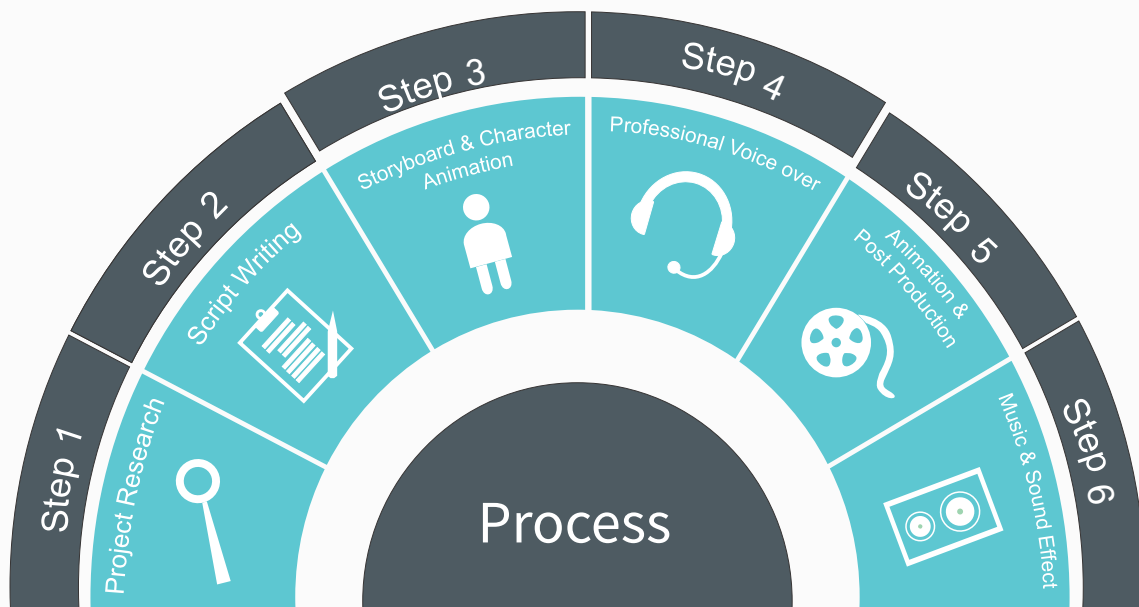 Step 1
Project Research
Step 2
Script Writing
Step 3
Storyboard & Character
Animation
Step 4
Professional Voice over
Step 5
Animation &
Post Production
Step 6
Music & Sound Effect
Process